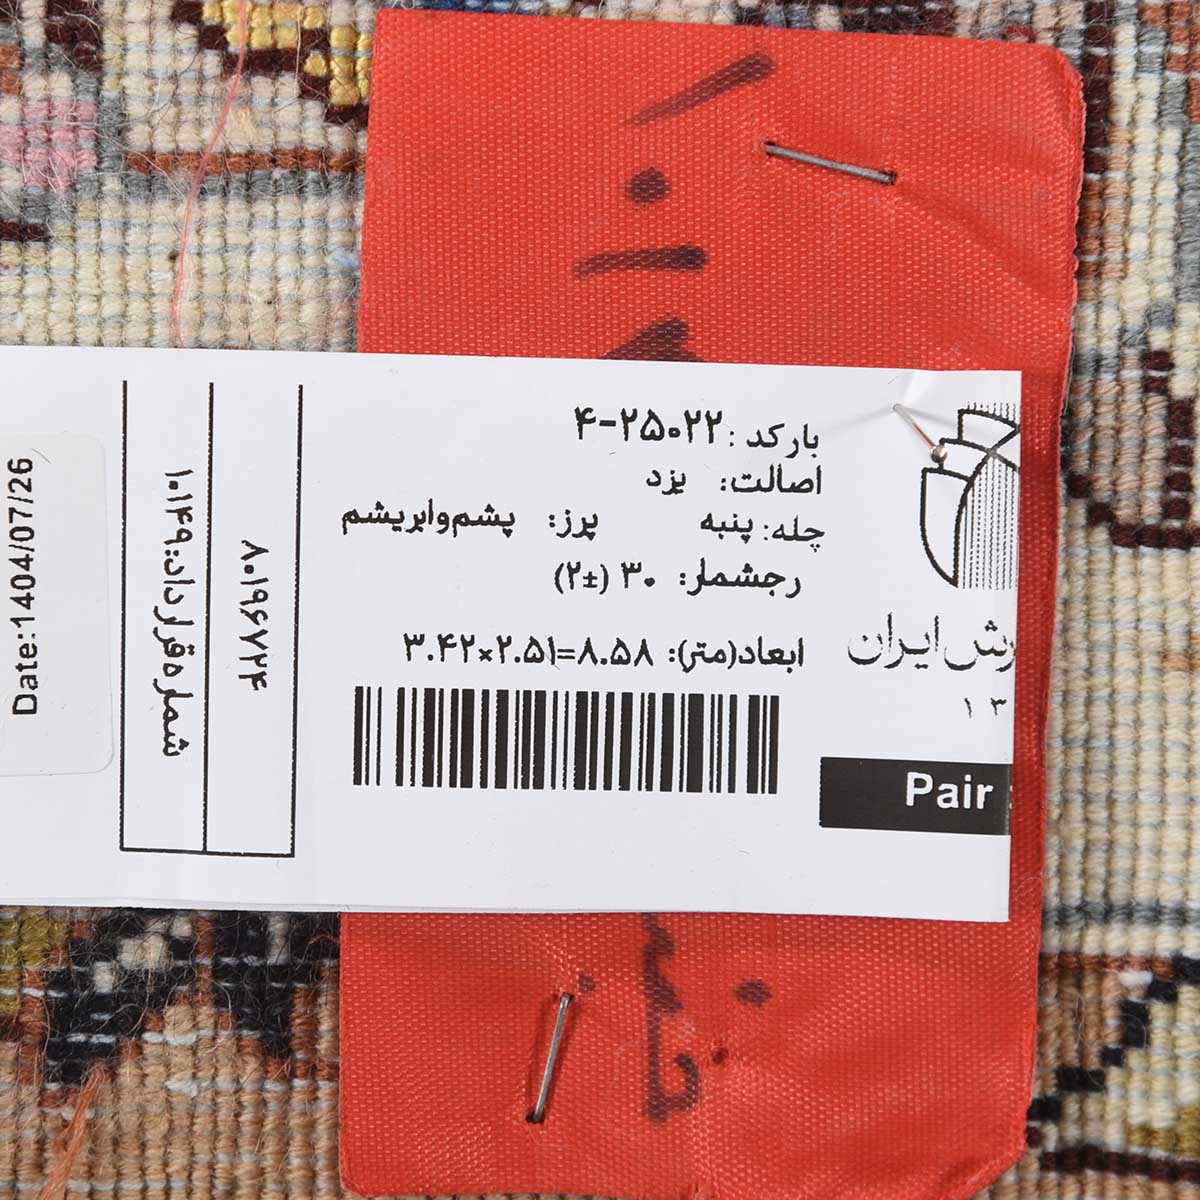 بارکد: ۴-۲۵۰۲۲
اصالت: یزد
چله: پنبه پرز: پشم‌وابریشم
رجشمار: ۳۰ (±۲)
ابعاد(متر): ۳.۴۲×۲.۵۱=۸.۵۸
ایران
۱۳
Pair
۸۰۱۹۶۷۲۴
شماره قرارداد:۱۰۱۴۹
Date:1404/07/26